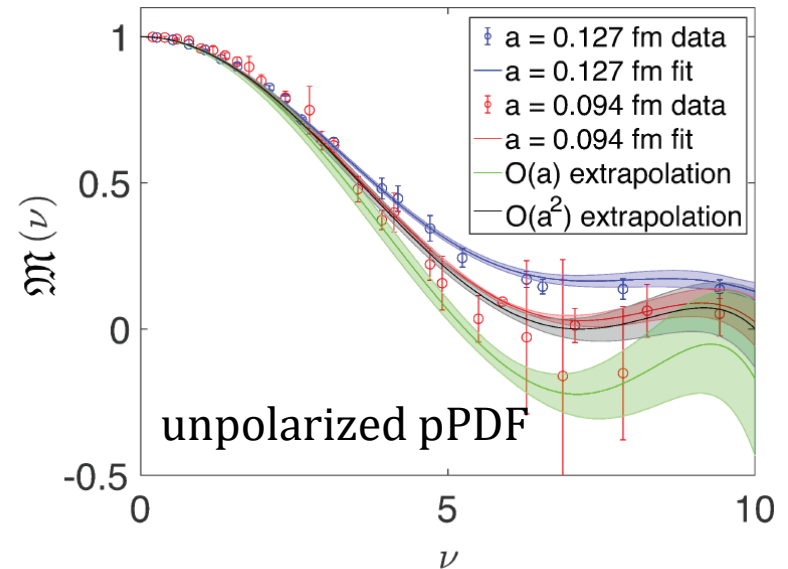 1
0.5
0
-0.5
0
5
10
𝔐 (ν)
ν
a = 0.127 fm data
a = 0.127 fm fit
a = 0.094 fm data
a = 0.094 fm fit
O(a) extrapolation
O(a²) extrapolation
unpolarized pPDF